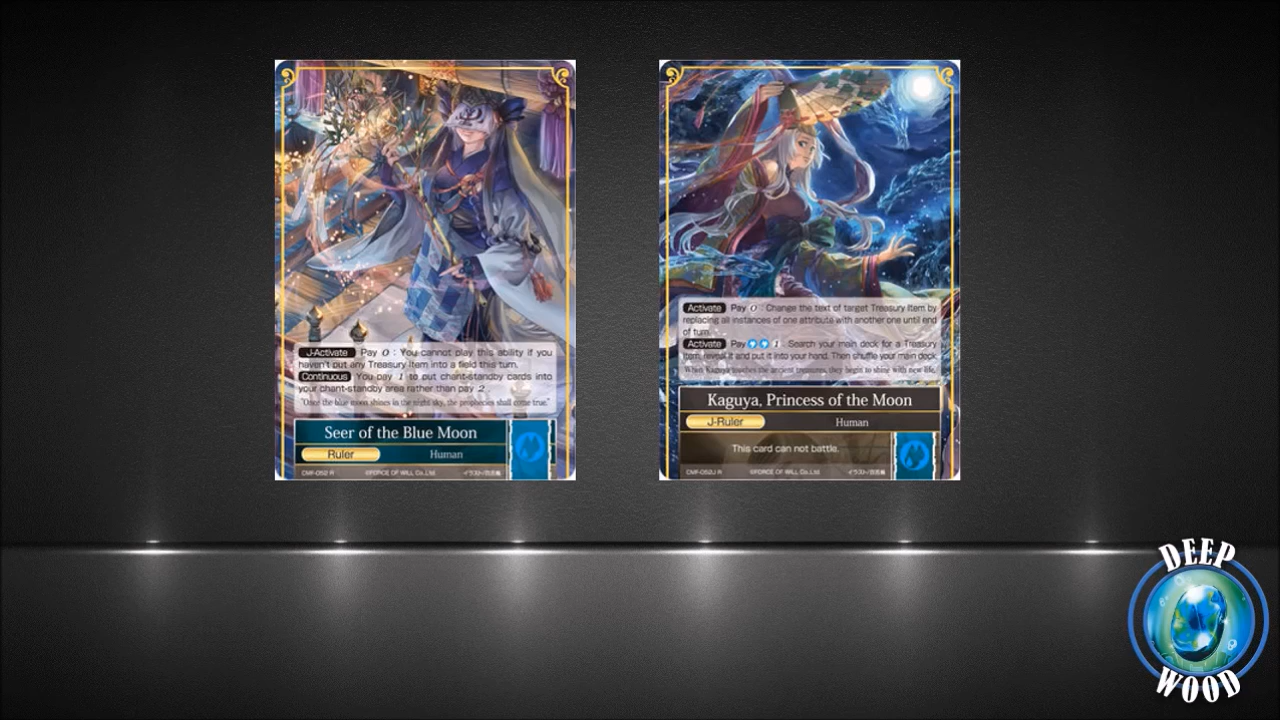 J-Activate Pay 0 : You cannot play this ability if you
haven't put any Treasury Item into a field this turn.
Continuous You pay 1 to put chant-standby cards into
your chant-standby area rather than pay 2.
"Once the blue moon shines in the night sky, the prophecies shall come true."
Seer of the Blue Moon
Ruler Human
CMF-052 R ©FORCE OF WILL Co.,Ltd.
Activate Pay 0 : Change the text of target Treasury Item by
replacing all instances of one attribute with another one until end
of turn.
Activate Pay 1 : Search your main deck for a Treasury
Item, reveal it and put it into your hand. Then shuffle your main deck.
When Kaguya touches the ancient treasures, they begin to shine with new life.
Kaguya, Princess of the Moon
J-Ruler Human
This card can not battle.
CMF-052J R ©FORCE OF WILL Co.,Ltd.
DEEP
WOOD